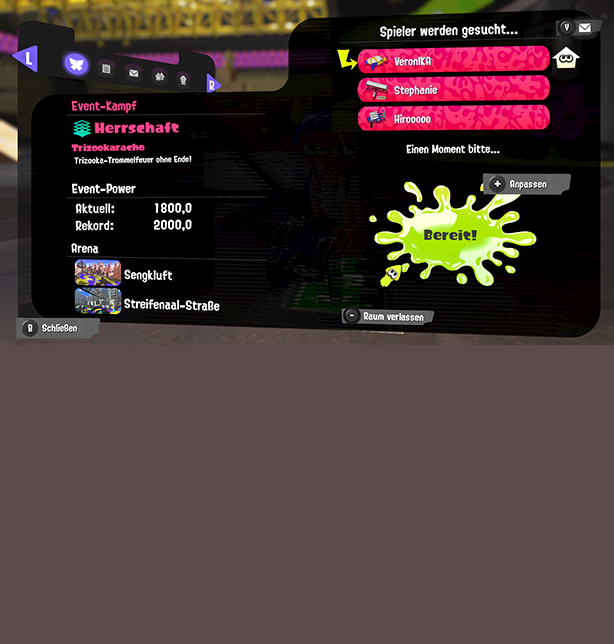 L
R
Event-Kampf
Herrschaft
Trizookaracho
Trizooka-Trommelfeuer ohne Ende!
Event-Power
Aktuell: 1800,0
Rekord: 2000,0
Arena
Sengkluft
Streifenaal-Straße
B Schließen
Spieler werden gesucht...
Y
VeronIKA
Stephanie
Hirooooo
Einen Moment bitte...
+ Anpassen
Bereit!
- Raum verlassen